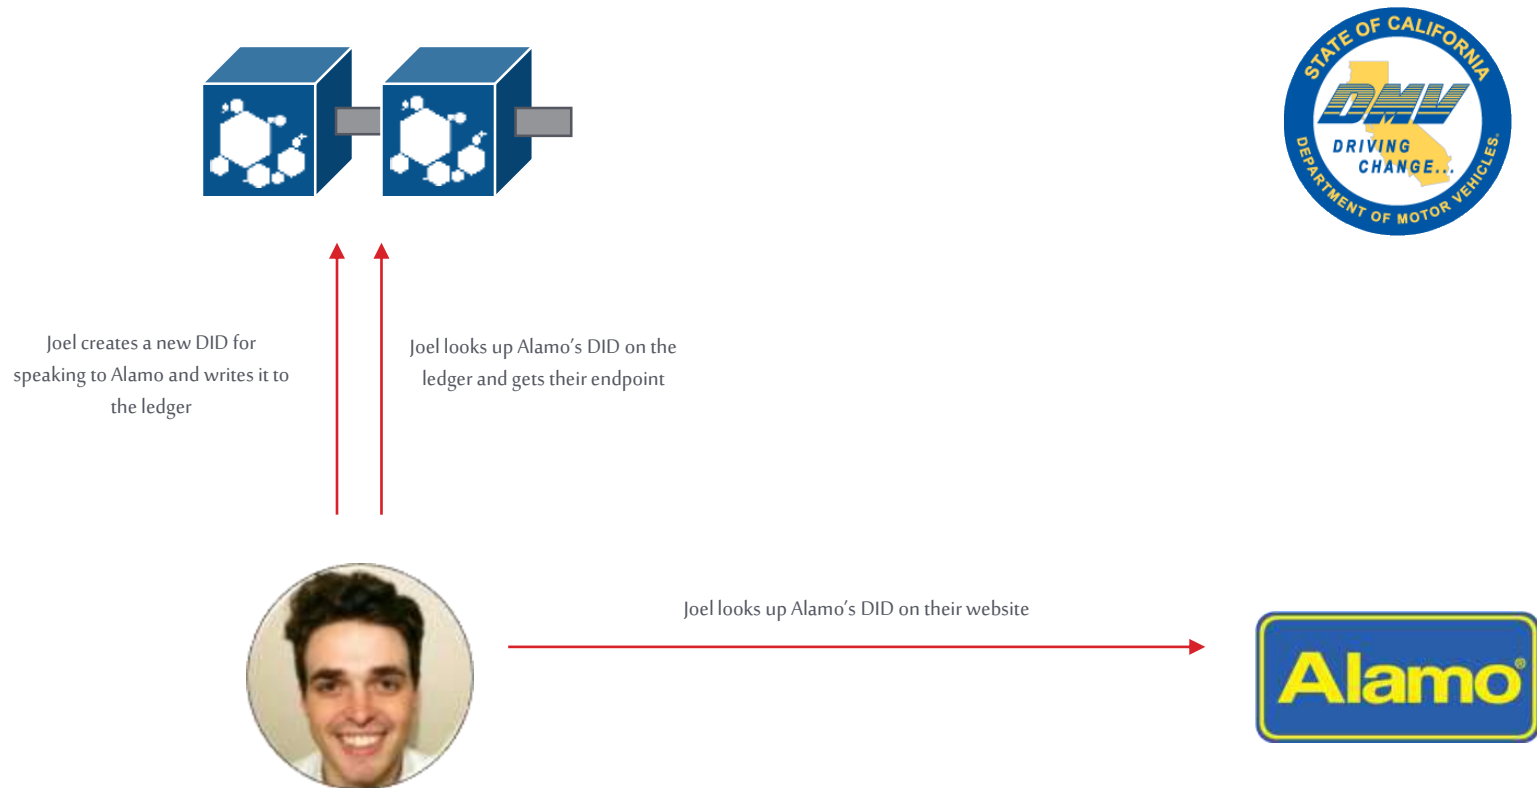 STATE OF CALIFORNIA
DMV
DRIVING
CHANGE...
DEPARTMENT OF MOTOR VEHICLES.
Joel creates a new DID for
speaking to Alamo and writes it to
the ledger
Joel looks up Alamo’s DID on the
ledger and gets their endpoint
Joel looks up Alamo’s DID on their website
Alamo®